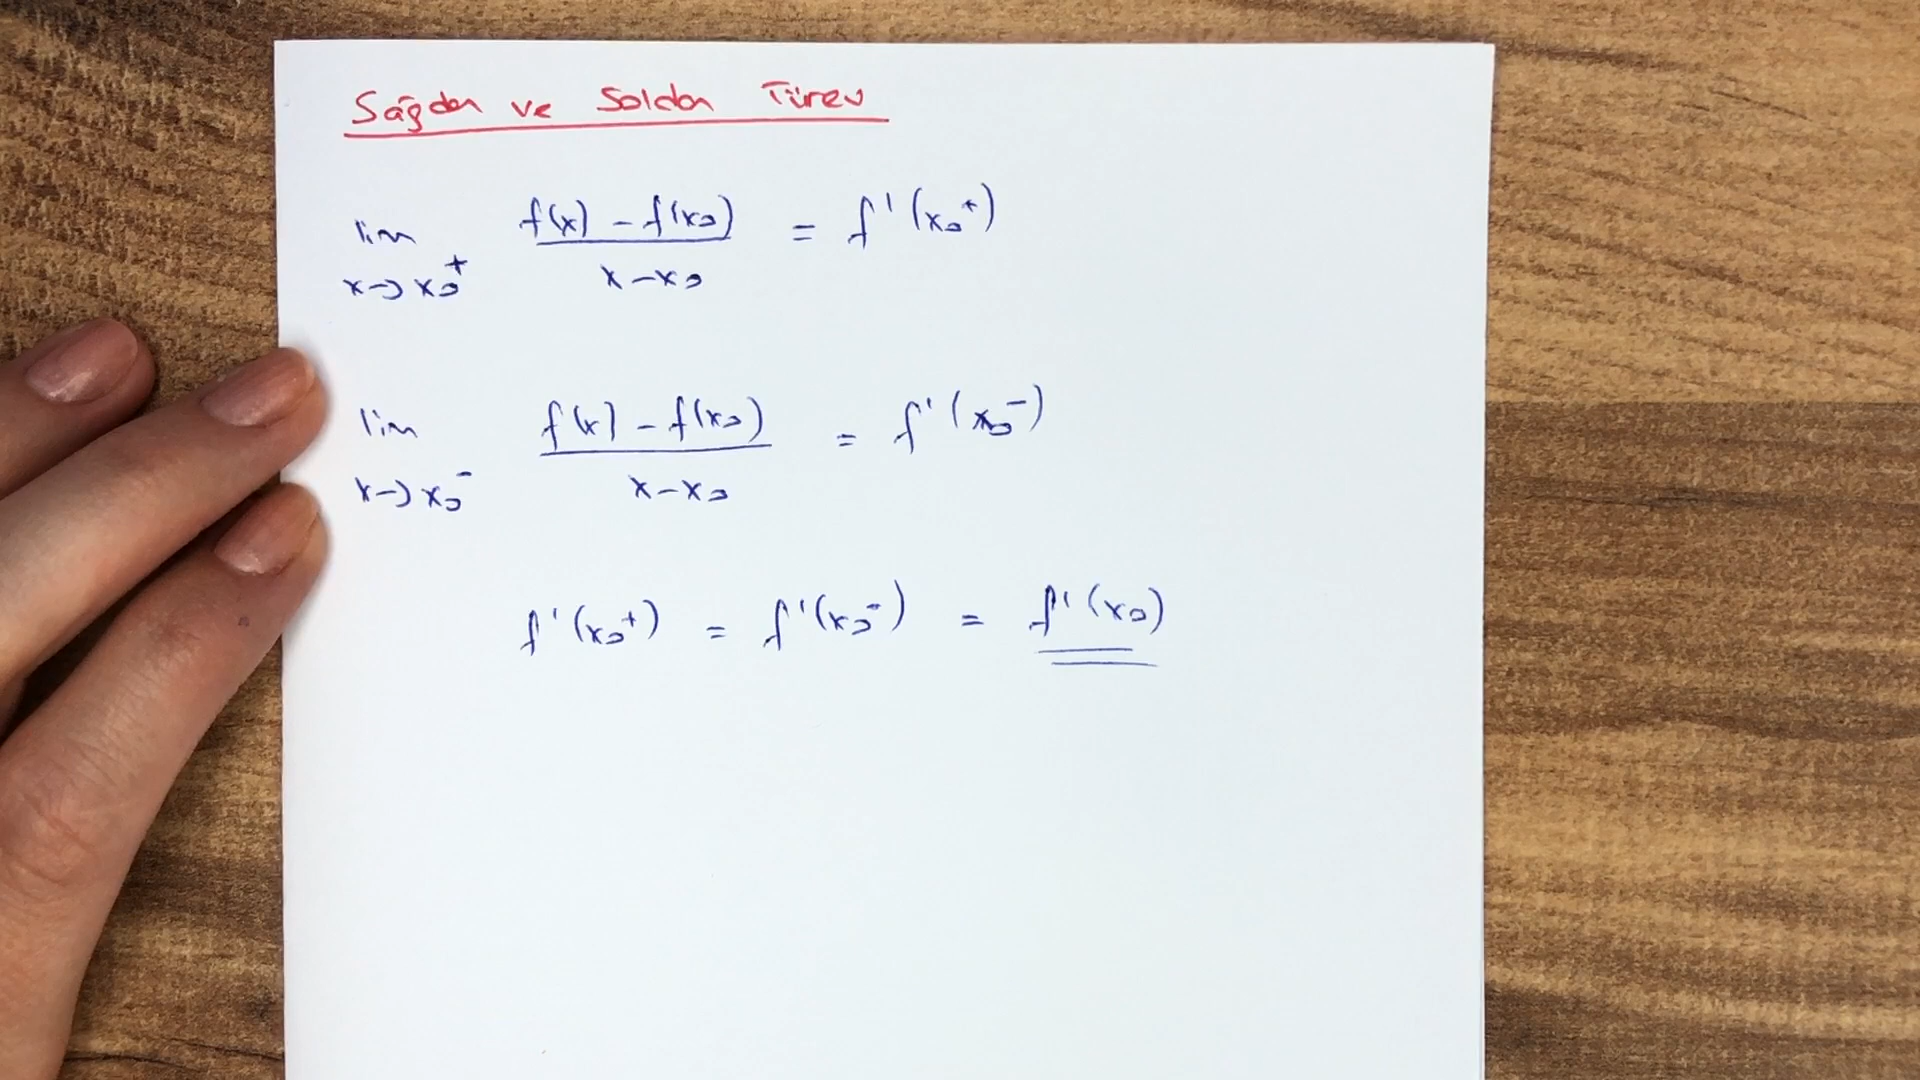 Sağdan ve Soldan Türev
lim x→x₀⁺ f(x) - f(x₀) / x-x₀ = f'(x₀⁺)
lim x→x₀⁻ f(x) - f(x₀) / x-x₀ = f'(x₀⁻)
f'(x₀⁺) = f'(x₀⁻) = f'(x₀)